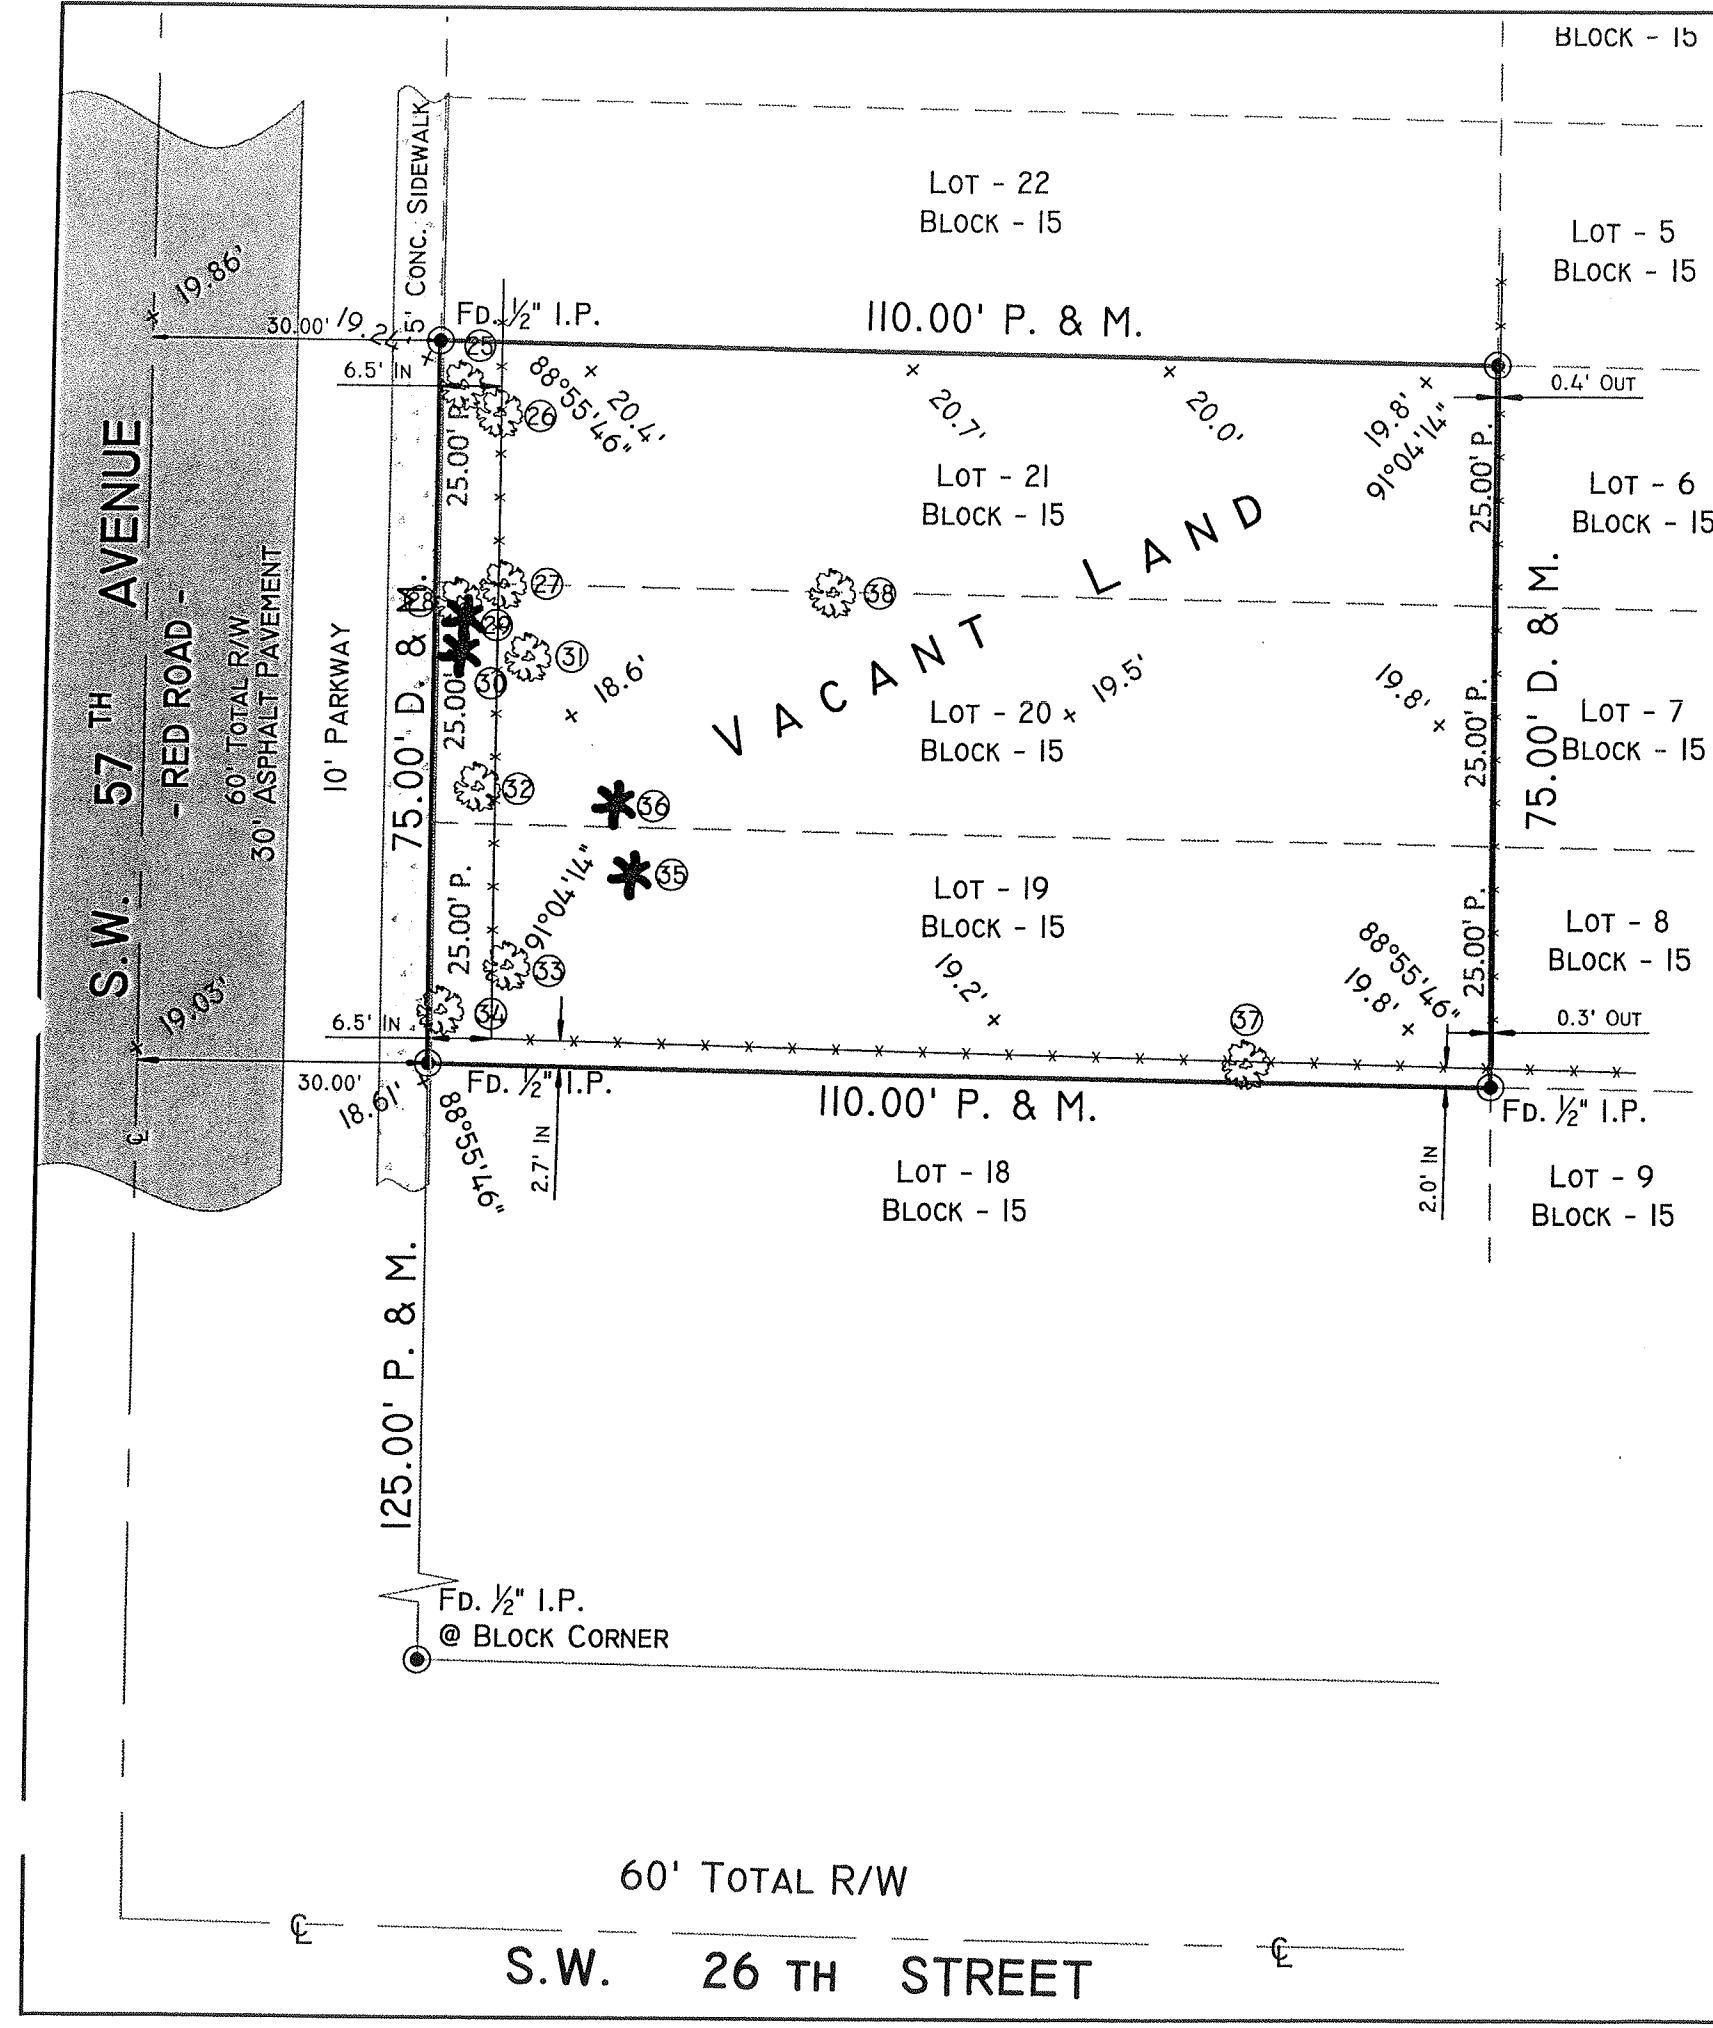 BLOCK - 15
LOT - 22
BLOCK - 15
LOT - 5
BLOCK - 15
5' CONC. SIDEWALK
19.86'
30.00'
19.24
FD. ½" I.P.
110.00' P. & M.
25
6.5' IN
26
88°55'46"
20.4'
20.7'
20.0'
19.8'
91°04'14"
0.4' OUT
25.00' P.
25.00' P.
LOT - 21
BLOCK - 15
LOT - 6
BLOCK - 15
S.W. 57 TH AVENUE
- RED ROAD -
60' TOTAL R/W
30' ASPHALT PAVEMENT
10' PARKWAY
75.00' D. & M.
27
28
29
30
31
38
VACANT LAND
18.6'
19.5'
19.8'
25.00'
25.00' P.
75.00' D. & M.
LOT - 20
BLOCK - 15
LOT - 7
BLOCK - 15
32
36
35
91°04'14"
25.00' P.
LOT - 19
BLOCK - 15
25.00' P.
LOT - 8
BLOCK - 15
33
34
19.2'
88°55'46"
19.8'
37
19.03'
6.5' IN
0.3' OUT
30.00'
18.61'
FD. ½" I.P.
110.00' P. & M.
FD. ½" I.P.
88°55'46"
2.7' IN
2.0' IN
LOT - 18
BLOCK - 15
LOT - 9
BLOCK - 15
125.00' P. & M.
FD. ½" I.P.
@ BLOCK CORNER
60' TOTAL R/W
S.W. 26 TH STREET